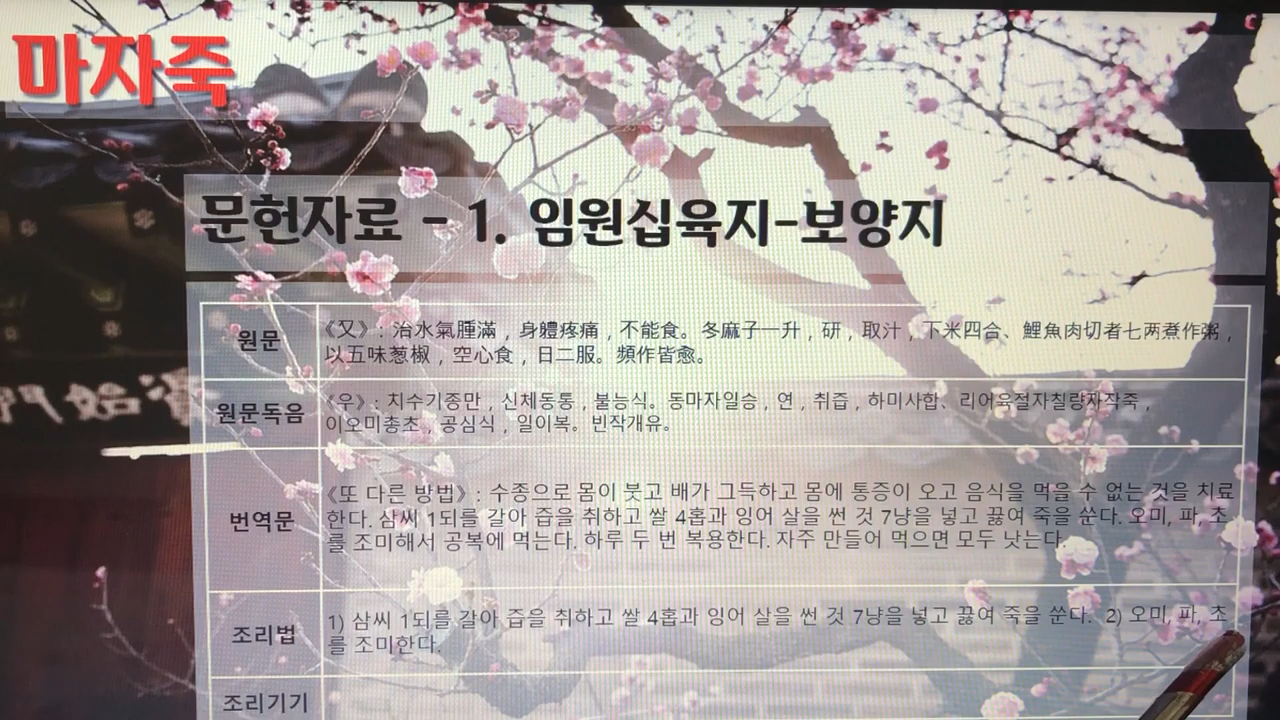 마자죽
문헌자료 - 1. 임원십육지-보양지
원문
《又》: 治水氣腫滿, 身軆疼痛, 不能食。冬麻子一升, 研, 取汁, 下米四合、鯉魚肉切者七两煮作粥,
以五味葱椒, 空心食, 日二服。頻作皆愈。
원문독음
《우》: 치수기종만, 신체동통, 불능식。동마자일승, 연, 취즙, 하미사합、리어육절자칠량자작죽,
이오미총초, 공심식, 일이복。빈작개유。
번역문
《또 다른 방법》: 수종으로 몸이 붓고 배가 그득하고 몸에 통증이 오고 음식을 먹을 수 없는 것을 치료
한다. 삼씨 1되를 갈아 즙을 취하고 쌀 4홉과 잉어 살을 썬 것 7냥을 넣고 끓여 죽을 쑨다. 오미, 파, 초
를 조미해서 공복에 먹는다. 하루 두 번 복용한다. 자주 만들어 먹으면 모두 낫는다
조리법
1) 삼씨 1되를 갈아 즙을 취하고 쌀 4홉과 잉어 살을 썬 것 7냥을 넣고 끓여 죽을 쑨다. 2) 오미, 파, 초
를 조미한다.
조리기기
門始